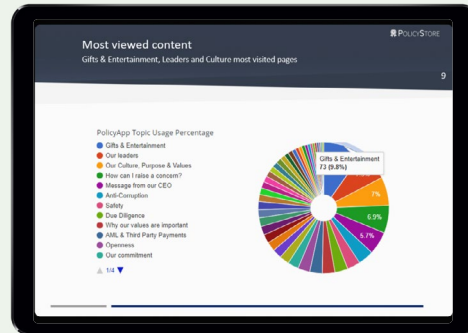 POLICYSTORE
Most viewed content
Gifts & Entertainment, Leaders and Culture most visited pages
9
PolicyApp Topic Usage Percentage
Gifts & Entertainment
Our leaders
Our Culture, Purpose & Values
How can I raise a concern?
Message from our CEO
Anti-Corruption
Safety
Due Diligence
Why our values are important
AML & Third Party Payments
Openness
Our commitment
1/4
Gifts & Entertainment
73 (9.8%)
7%
6.9%
5.7%